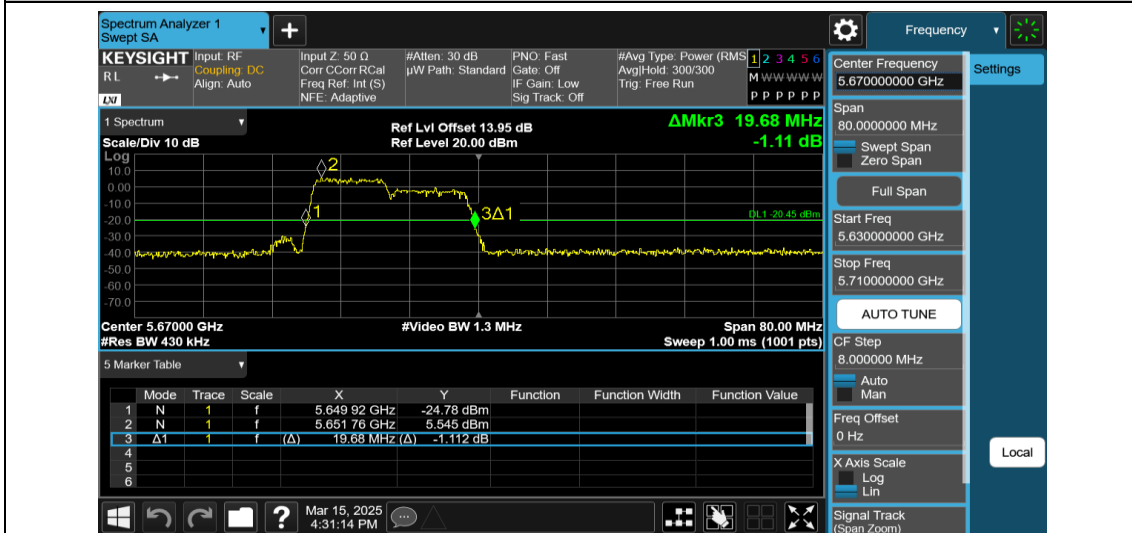 Spectrum Analyzer 1
Swept SA
Frequency
KEYSIGHT
RL
LXI
Input: RF
Coupling: DC
Align: Auto
Input Z: 50 Ω
Corr CCorr RCal
Freq Ref: Int (S)
NFE: Adaptive
#Atten: 30 dB
µW Path: Standard
PNO: Fast
Gate: Off
IF Gain: Low
Sig Track: Off
#Avg Type: Power (RMS
Avg|Hold: 300/300
Trig: Free Run
1 2 3 4 5 6
M W W W W W
P P P P P P
Center Frequency
5.670000000 GHz
Settings
Span
80.0000000 MHz
Swept Span
Zero Span
Full Span
Start Freq
5.630000000 GHz
Stop Freq
5.710000000 GHz
AUTO TUNE
CF Step
8.000000 MHz
Auto
Man
Freq Offset
0 Hz
X Axis Scale
Log
Lin
Signal Track
(Span Zoom)
Local
1 Spectrum
Scale/Div 10 dB
Ref Lvl Offset 13.95 dB
Ref Level 20.00 dBm
ΔMkr3 19.68 MHz
-1.11 dB
Log
10.0
0.00
-10.0
-20.0
-30.0
-40.0
-50.0
-60.0
-70.0
2
1
3Δ1
DL1 -20.45 dBm
Center 5.67000 GHz
#Video BW 1.3 MHz
Span 80.00 MHz
#Res BW 430 kHz
Sweep 1.00 ms (1001 pts)
5 Marker Table
Mode Trace Scale X Y Function Function Width Function Value
1 N 1 f 5.649 92 GHz -24.78 dBm
2 N 1 f 5.651 76 GHz 5.545 dBm
3 Δ1 1 f (Δ) 19.68 MHz (Δ) -1.112 dB
4
5
6
?
Mar 15, 2025
4:31:14 PM